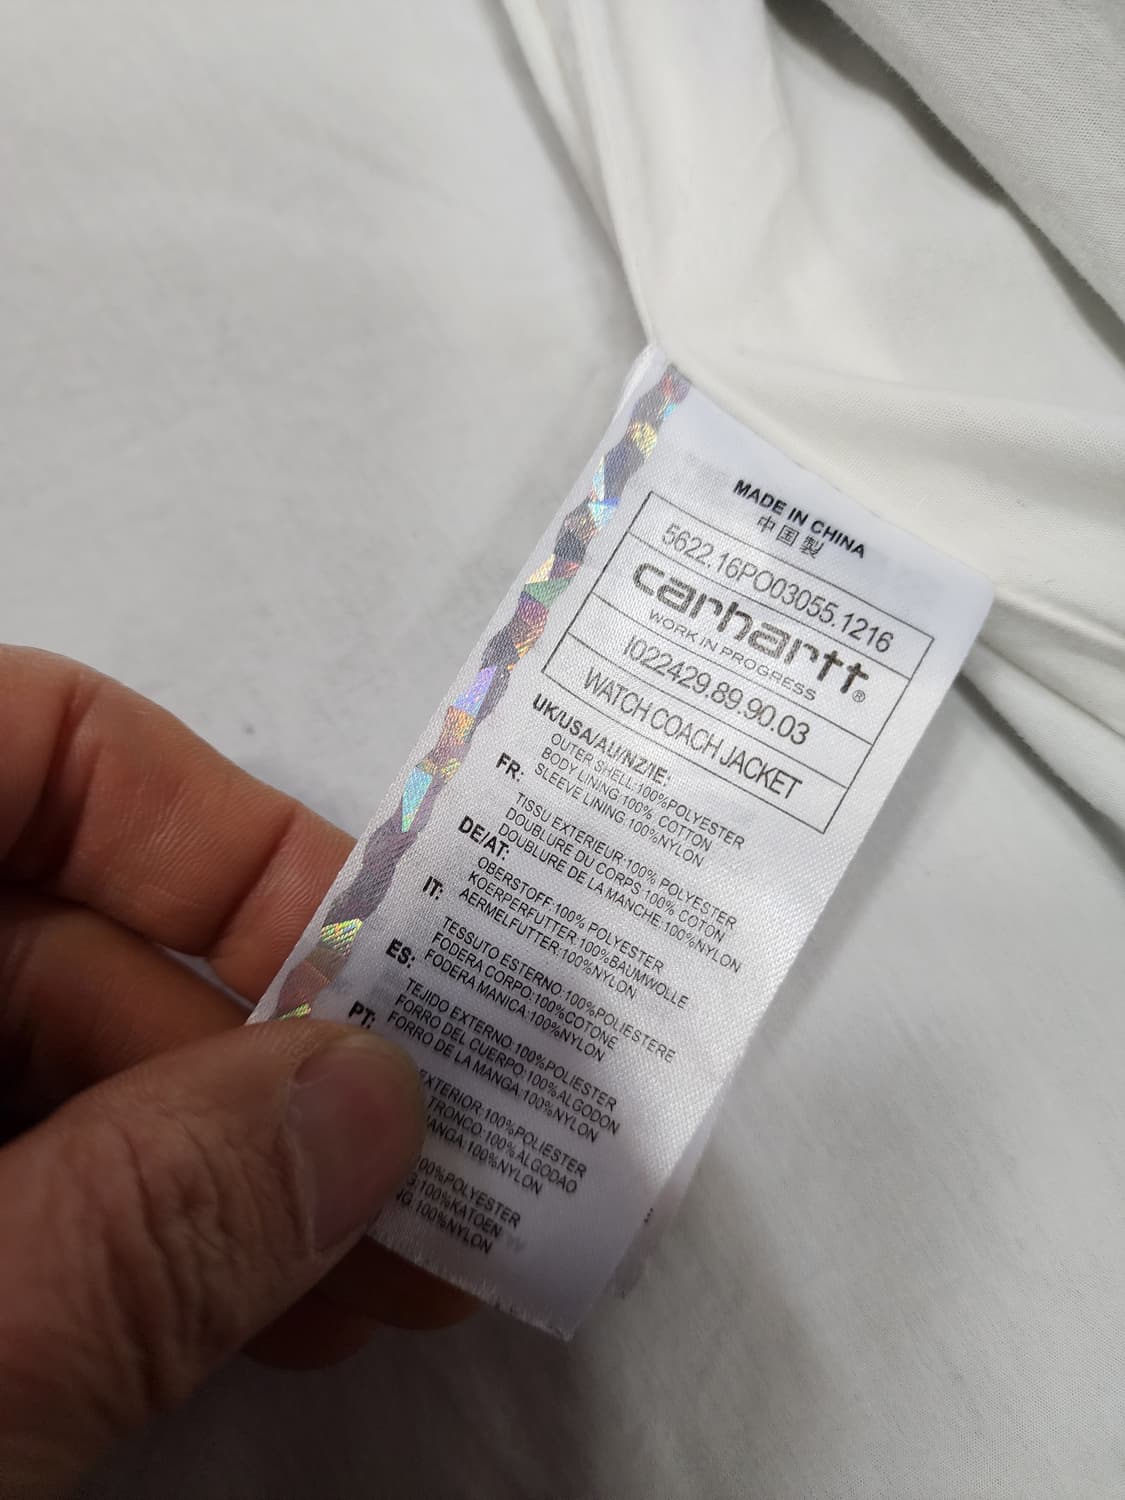 MADE IN CHINA
中国製
5622.16PO03055.1216
carhartt®
WORK IN PROGRESS
I022429.89.90.03
WATCH COACH JACKET
UK/USA/AU/NZ/IE:
OUTER SHELL:100%POLYESTER
BODY LINING:100% COTTON
SLEEVE LINING:100%NYLON
FR:
TISSU EXTERIEUR:100% POLYESTER
DOUBLURE DU CORPS:100% COTON
DOUBLURE DE LA MANCHE:100%NYLON
DE/AT:
OBERSTOFF:100% POLYESTER
KOERPERFUTTER:100%BAUMWOLLE
AERMELFUTTER:100%NYLON
IT:
TESSUTO ESTERNO:100%POLIESTERE
FODERA CORPO:100%COTONE
FODERA MANICA:100%NYLON
ES:
TEJIDO EXTERNO:100%POLIESTER
FORRO DEL CUERPO:100%ALGODON
FORRO DE LA MANGA:100%NYLON
PT:
EXTERIOR:100%POLIESTER
TRONCO:100%ALGODAO
ANGA:100%NYLON
100%POLYESTER
G:100%KATOEN
NG:100%NYLON